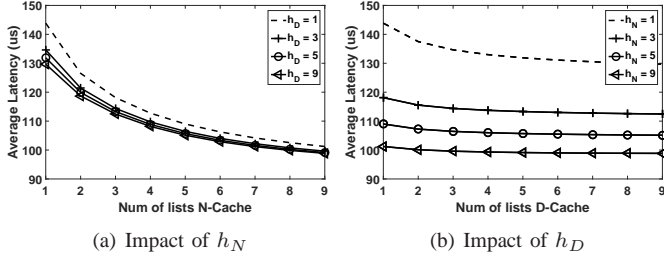 150
140
130
120
110
100
90
Average Latency (us)
1 2 3 4 5 6 7 8 9
Num of lists N-Cache
h_D = 1
h_D = 3
h_D = 5
h_D = 9
(a) Impact of h_N
150
140
130
120
110
100
90
Average Latency (us)
1 2 3 4 5 6 7 8 9
Num of lists D-Cache
h_N = 1
h_N = 3
h_N = 5
h_N = 9
(b) Impact of h_D